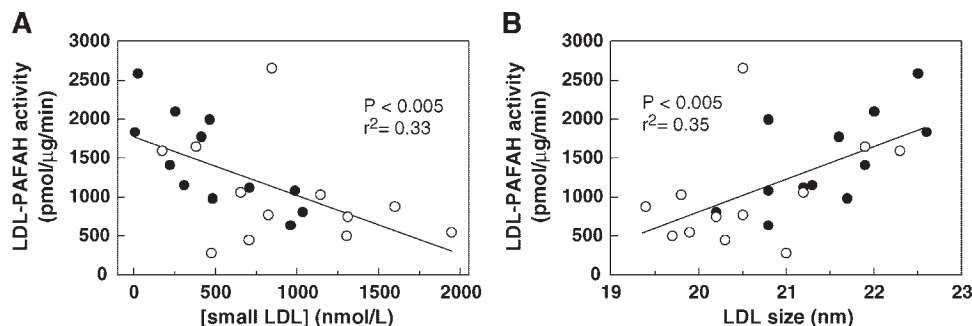 A
LDL-PAFAH activity
(pmol/µg/min)
3000
2500
2000
1500
1000
500
0
P < 0.005
r²= 0.33
0 500 1000 1500 2000
[small LDL] (nmol/L)
B
LDL-PAFAH activity
(pmol/µg/min)
3000
2500
2000
1500
1000
500
0
P < 0.005
r²= 0.35
19 20 21 22 23
LDL size (nm)